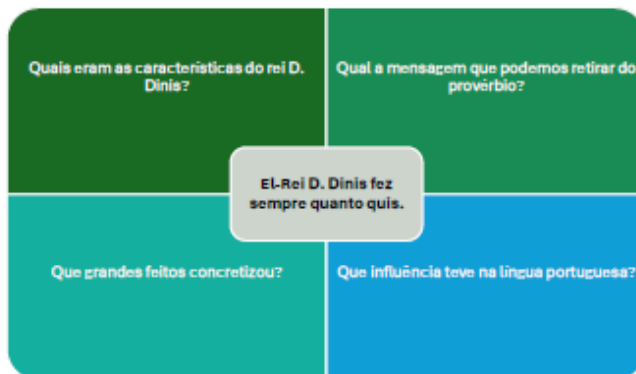 Quais eram as características do rei D.
Dinis?
Qual a mensagem que podemos retirar do
provérbio?
El-Rei D. Dinis fez
sempre quanto quis.
Que grandes feitos concretizou?
Que influência teve na língua portuguesa?